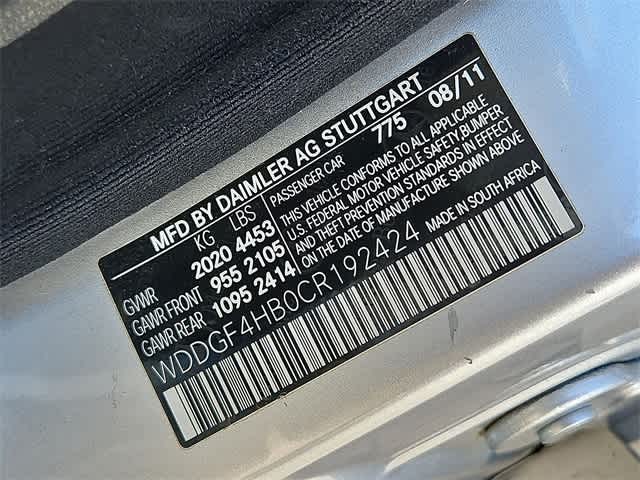 MFD BY DAIMLER AG STUTTGART
KG LBS
GVWR 2020 4453
GAWR FRONT 955 2105
GAWR REAR 1095 2414
PASSENGER CAR 775 08/11
THIS VEHICLE CONFORMS TO ALL APPLICABLE
U.S. FEDERAL MOTOR VEHICLE SAFETY,BUMPER
AND THEFT PREVENTION STANDARDS IN EFFECT
ON THE DATE OF MANUFACTURE SHOWN ABOVE.
WDDGF4HB0CR192424 MADE IN SOUTH AFRICA